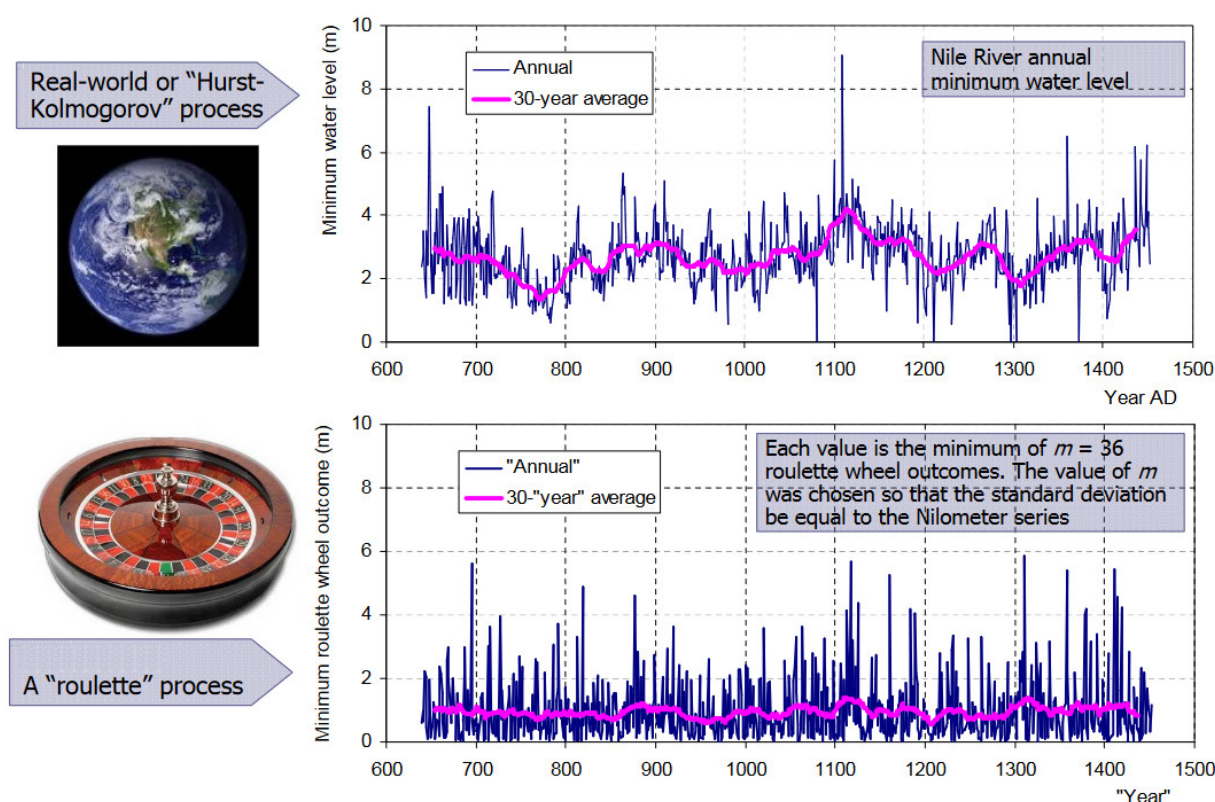 Real-world or “Hurst-
Kolmogorov” process
Minimum water level (m)
10
8
6
4
2
0
Annual
30-year average
Nile River annual
minimum water level
600 700 800 900 1000 1100 1200 1300 1400 1500
Year AD
A “roulette” process
Minimum roulette wheel outcome (m)
10
8
6
4
2
0
"Annual"
30-"year" average
Each value is the minimum of m = 36
roulette wheel outcomes. The value of m
was chosen so that the standard deviation
be equal to the Nilometer series
600 700 800 900 1000 1100 1200 1300 1400 1500
"Year"